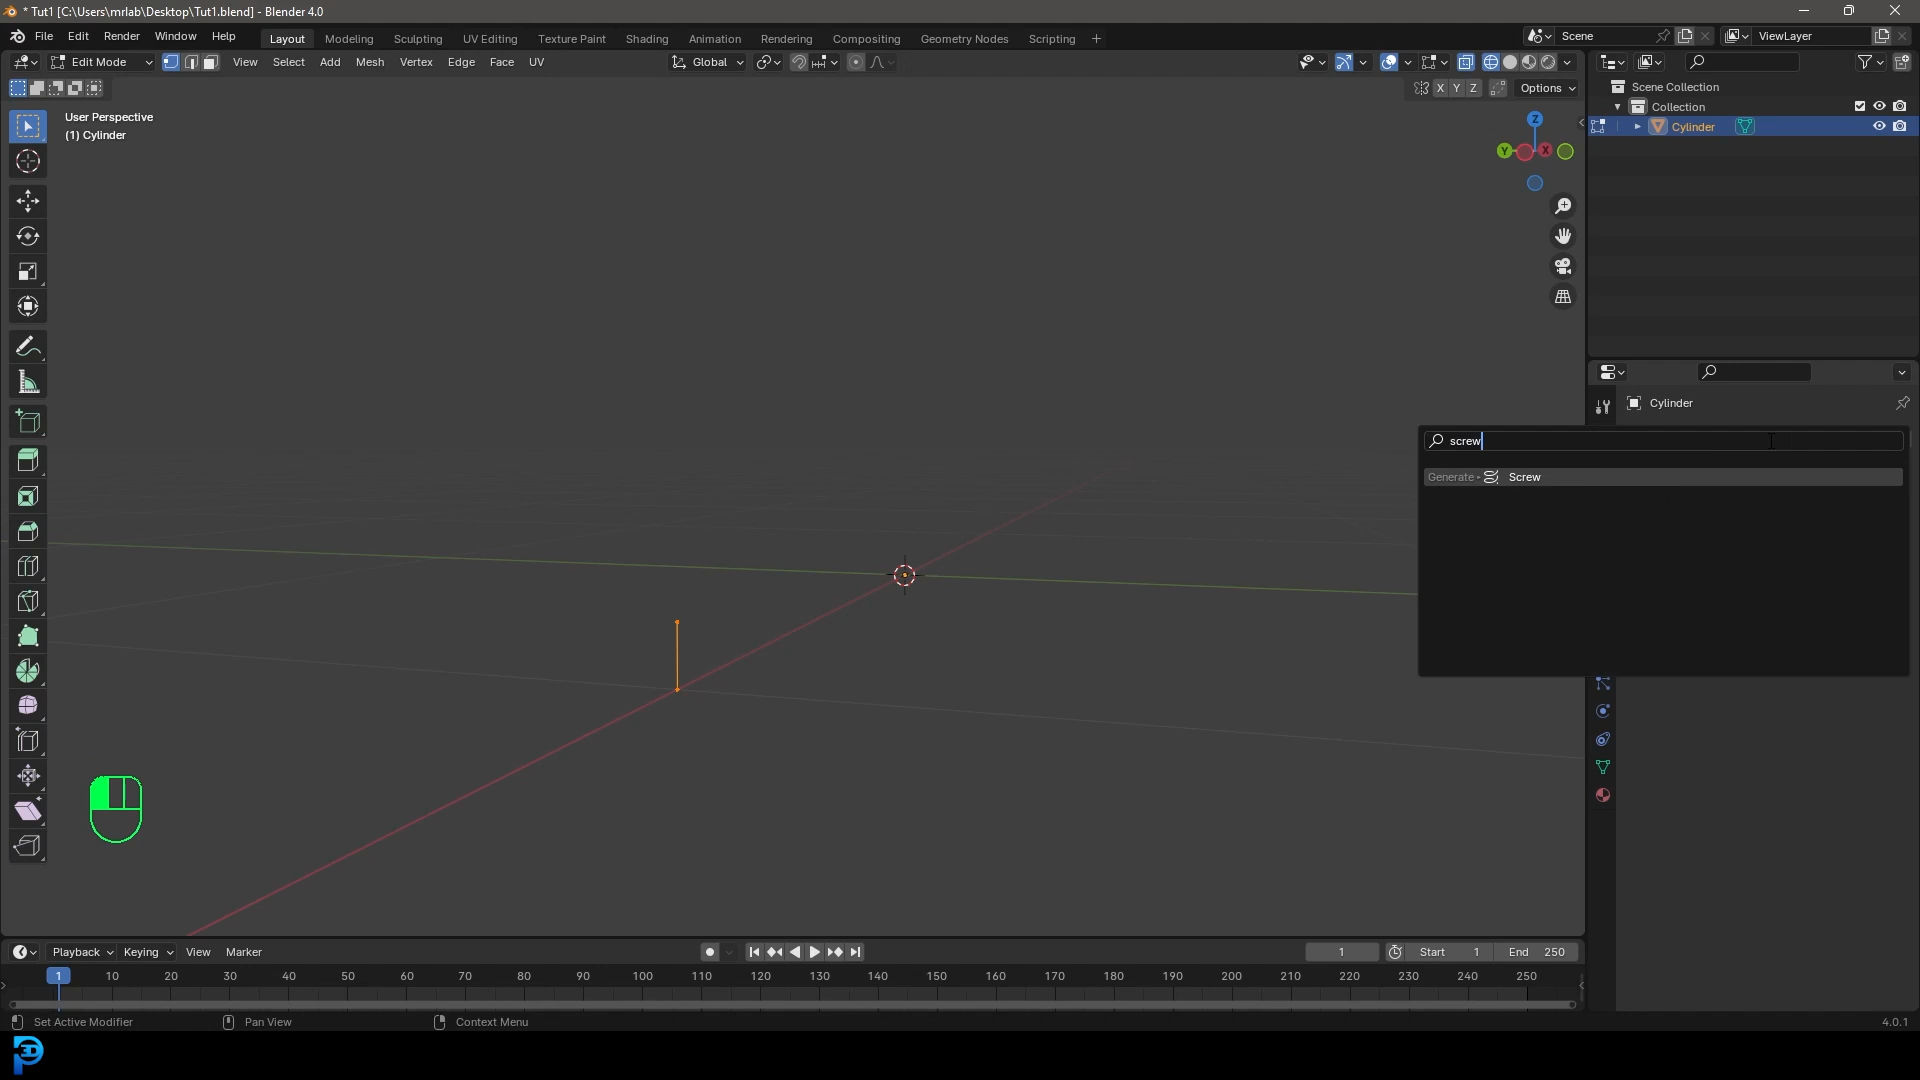 * Tut1 [C:\Users\mrlab\Desktop\Tut1.blend] - Blender 4.0
File Edit Render Window Help Layout Modeling Sculpting UV Editing Texture Paint Shading Animation Rendering Compositing Geometry Nodes Scripting + Scene ViewLayer
Edit Mode View Select Add Mesh Vertex Edge Face UV Global
X Y Z Options
User Perspective
(1) Cylinder
Z
Y X
Scene Collection
Collection
Cylinder
Cylinder
screw
Generate Screw
Playback Keying View Marker 1 Start 1 End 250
1 10 20 30 40 50 60 70 80 90 100 110 120 130 140 150 160 170 180 190 200 210 220 230 240 250
Set Active Modifier Pan View Context Menu 4.0.1
3D